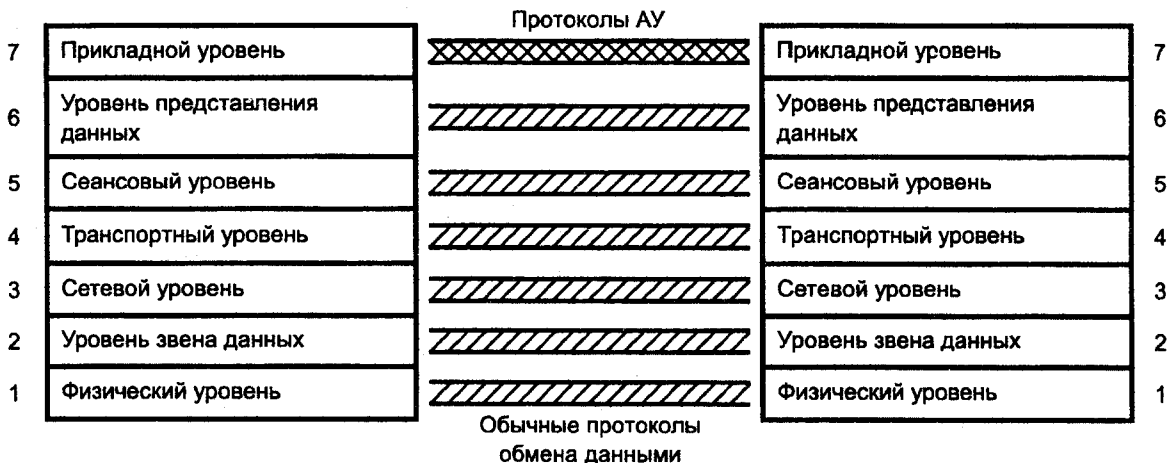 Протоколы АУ
7 Прикладной уровень Прикладной уровень 7
6 Уровень представления данных Уровень представления данных 6
5 Сеансовый уровень Сеансовый уровень 5
4 Транспортный уровень Транспортный уровень 4
3 Сетевой уровень Сетевой уровень 3
2 Уровень звена данных Уровень звена данных 2
1 Физический уровень Физический уровень 1
Обычные протоколы
обмена данными